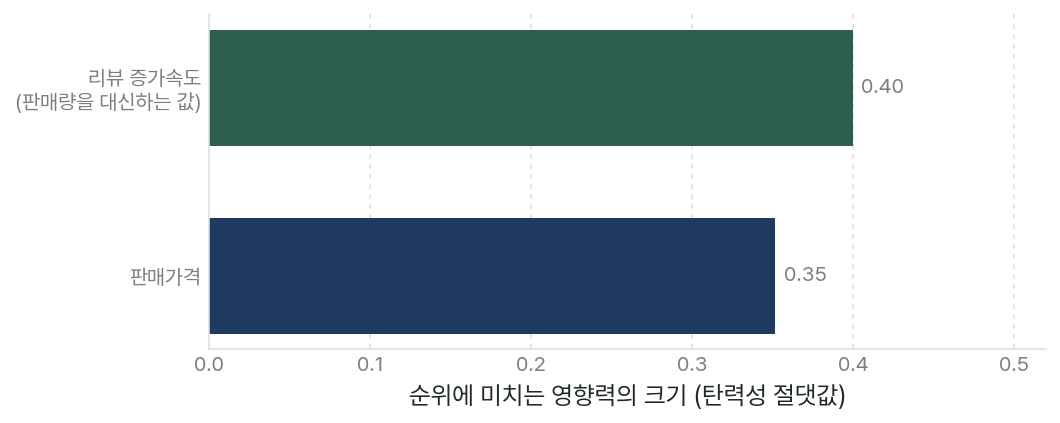 리뷰 증가속도
(판매량을 대신하는 값)
0.40
판매가격
0.35
0.0 0.1 0.2 0.3 0.4 0.5
순위에 미치는 영향력의 크기 (탄력성 절댓값)